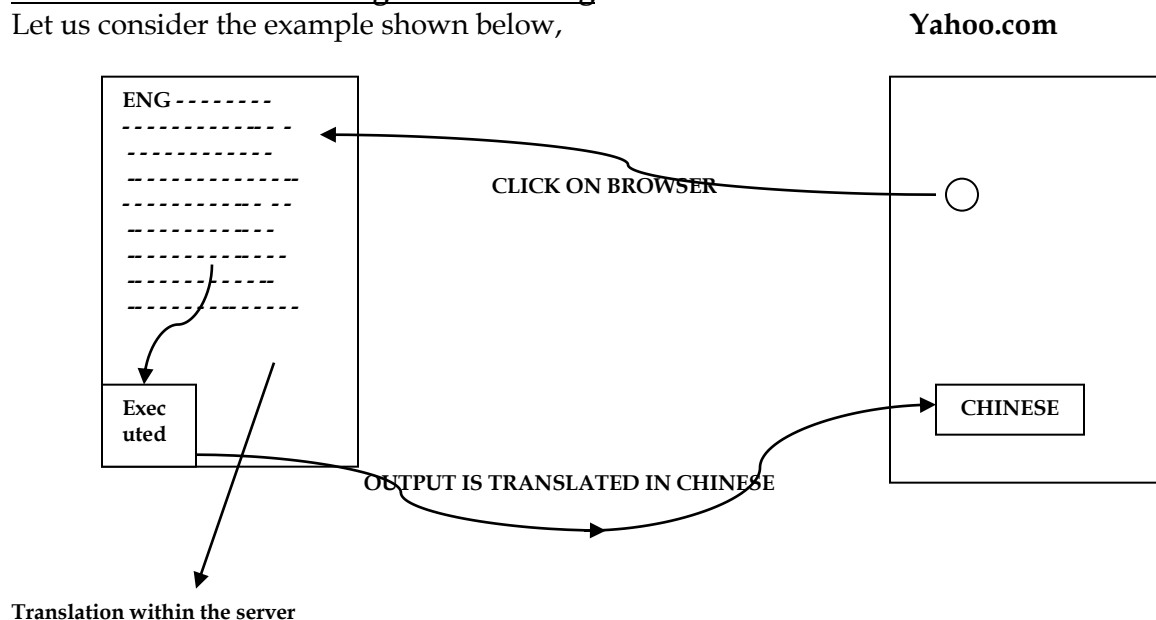 Let us consider the example shown below, Yahoo.com
ENG - - - - - - - -
CLICK ON BROWSER
Exec
uted
CHINESE
OUTPUT IS TRANSLATED IN CHINESE
Translation within the server